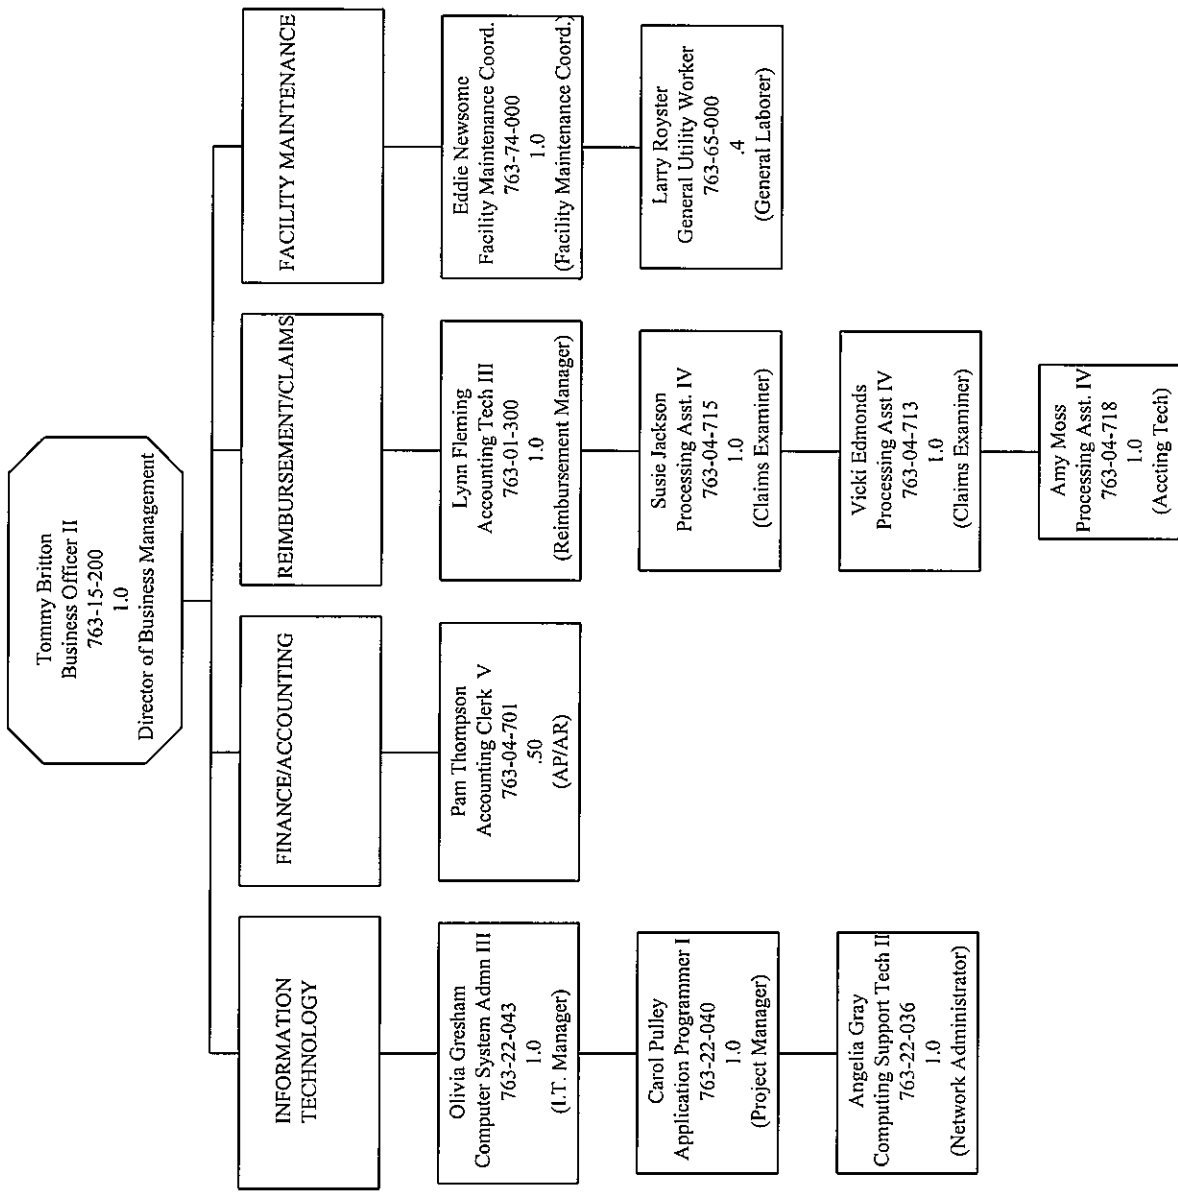 Tommy Britton
Business Officer II
763-15-200
1.0
Director of Business Management
INFORMATION
TECHNOLOGY
FINANCE/ACCOUNTING
REIMBURSEMENT/CLAIMS
FACILITY MAINTENANCE
Olivia Gresham
Computer System Admn III
763-22-043
1.0
(I.T. Manager)
Pam Thompson
Accounting Clerk V
763-04-701
.50
(AP/AR)
Lynn Fleming
Accounting Tech III
763-01-300
1.0
(Reimbursement Manager)
Eddie Newsome
Facility Maintenance Coord.
763-74-000
1.0
(Facility Maintenance Coord.)
Carol Pulley
Application Programmer I
763-22-040
1.0
(Project Manager)
Susie Jackson
Processing Asst. IV
763-04-715
1.0
(Claims Examiner)
Larry Royster
General Utility Worker
763-65-000
.4
(General Laborer)
Angelia Gray
Computing Support Tech II
763-22-036
1.0
(Network Administrator)
Vicki Edmonds
Processing Asst IV
763-04-713
1.0
(Claims Examiner)
Amy Moss
Processing Asst. IV
763-04-718
1.0
(Accting Tech)